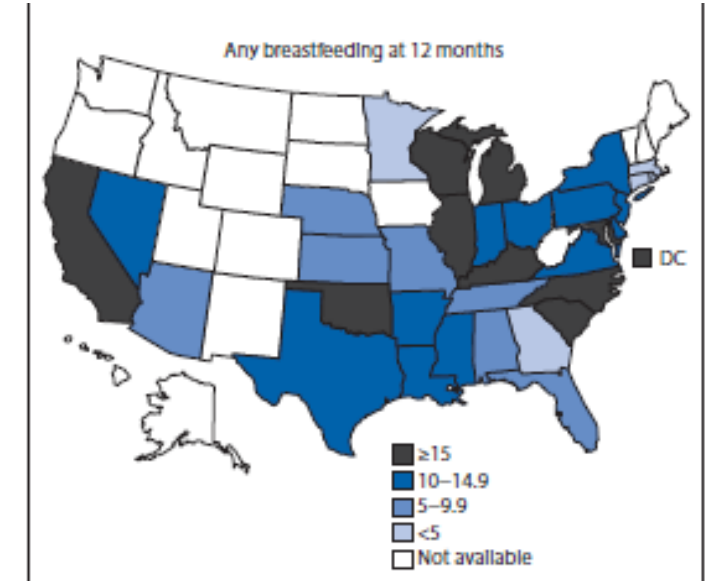 Any breastfeeding at 12 months
DC
≥15
10–14.9
5–9.9
<5
Not available